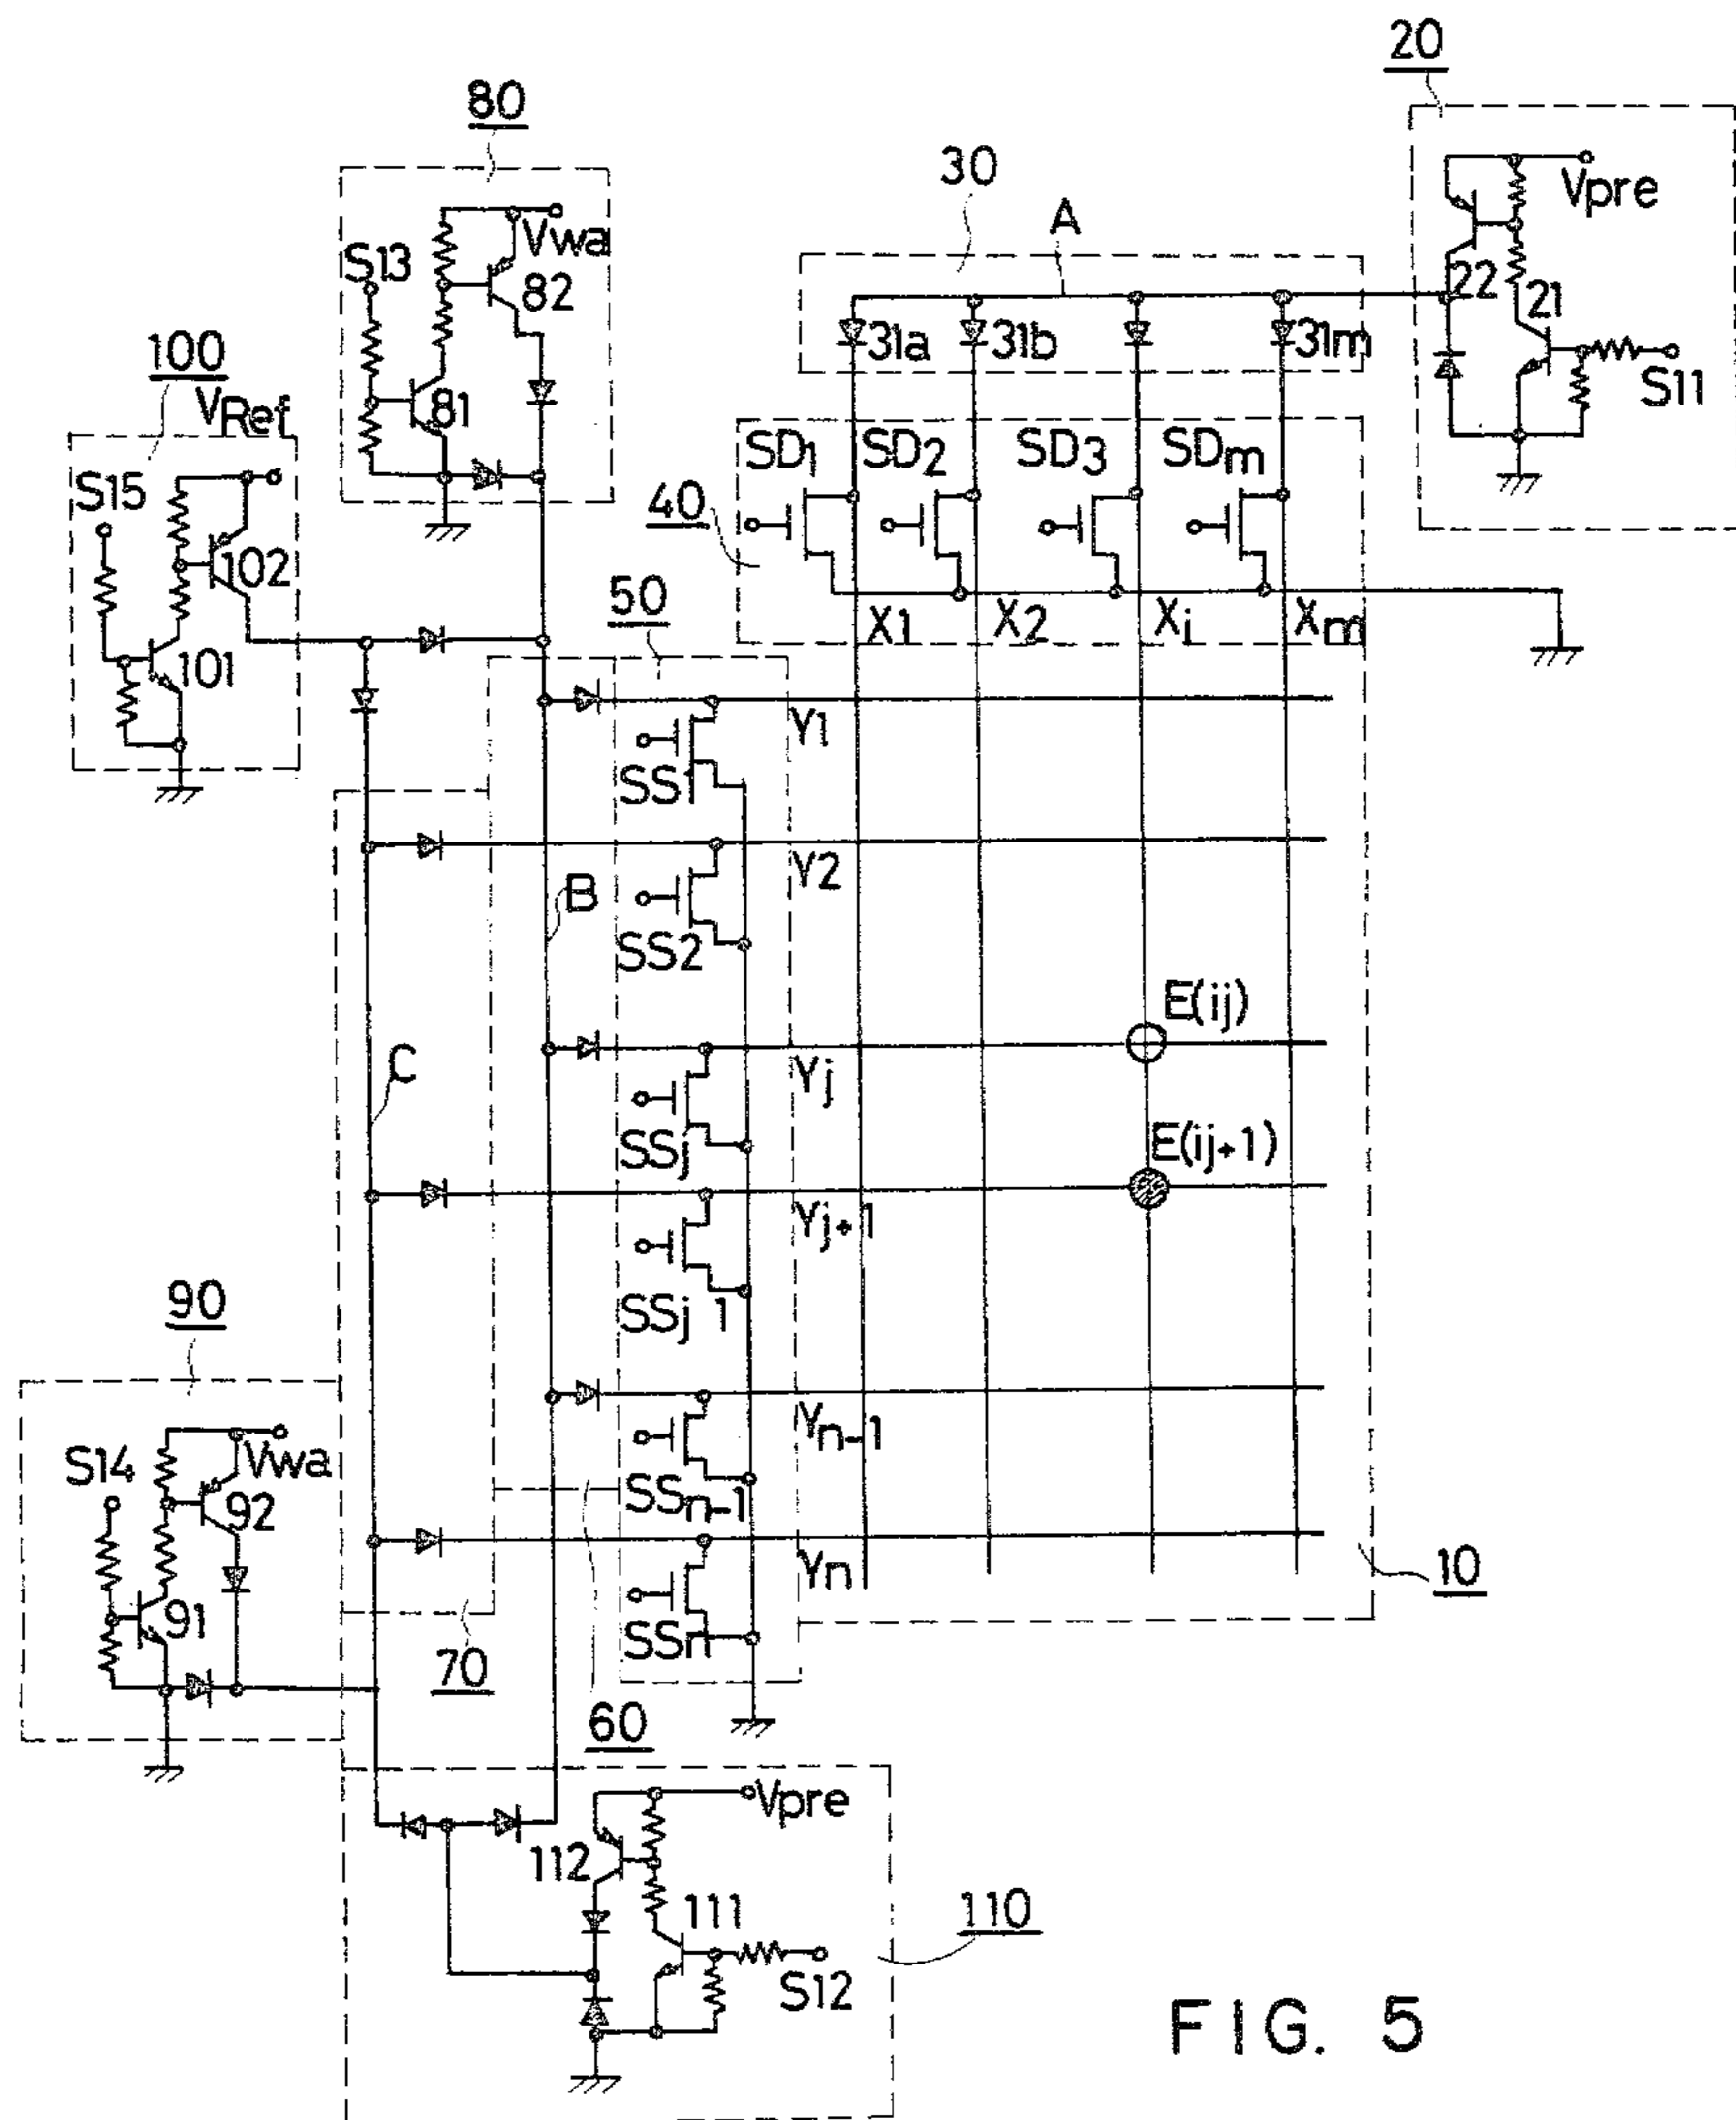 20
80
30
Vpre
A
Vwa
S13
82
22
21
31a
31b
31m
S11
100
VRef
81
SD1
SD2
SD3
SDm
S15
40
102
50
X1
X2
Xi
Xm
101
Y1
SS1
Y2
B
SS2
E(ij)
C
Yj
SSj
E(ij+1)
Yj+1
90
SSj 1
Yn-1
S14
Vwa
92
SSn-1
Yn
10
91
SSn
70
60
Vpre
112
111
110
S12
FIG. 5